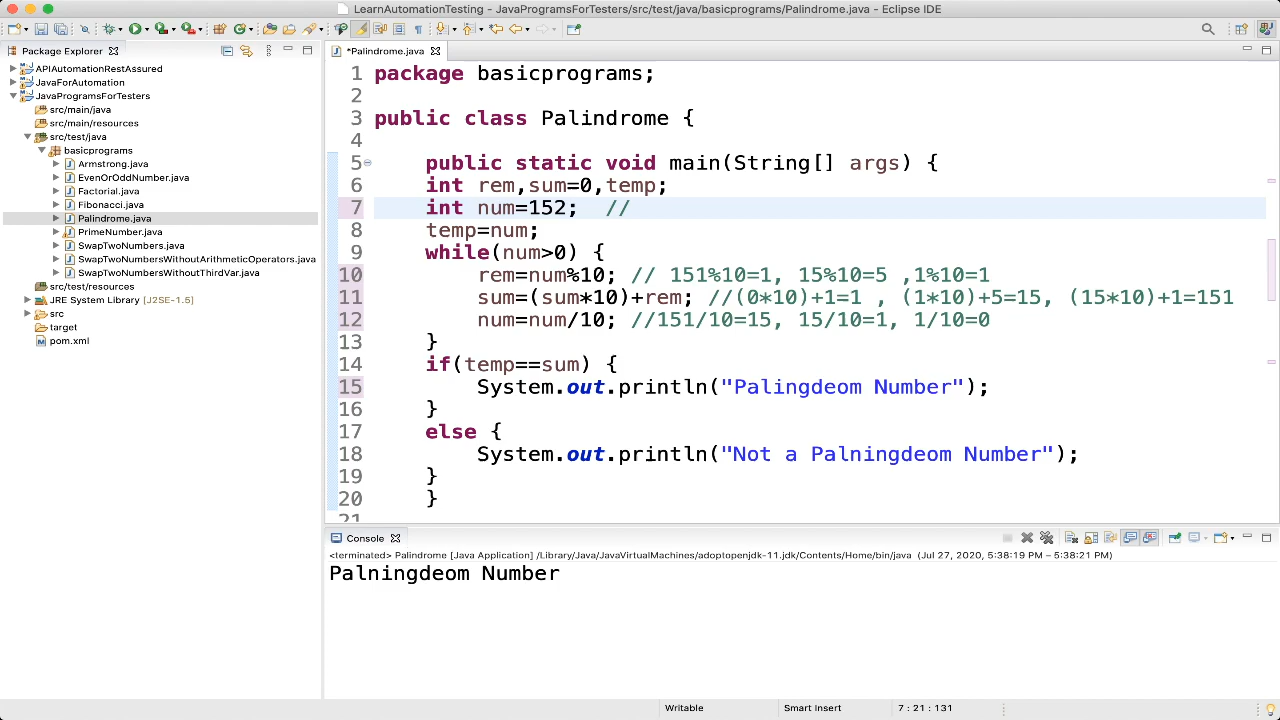 LearnAutomationTesting - JavaProgramsForTesters/src/test/java/basicprograms/Palindrome.java - Eclipse IDE
Package Explorer
APIAutomationRestAssured
JavaForAutomation
JavaProgramsForTesters
src/main/java
src/main/resources
src/test/java
basicprograms
Armstrong.java
EvenOrOddNumber.java
Factorial.java
Fibonacci.java
Palindrome.java
PrimeNumber.java
SwapTwoNumbers.java
SwapTwoNumbersWithoutArithmeticOperators.java
SwapTwoNumbersWithoutThirdVar.java
src/test/resources
JRE System Library [J2SE-1.5]
src
target
pom.xml
*Palindrome.java
1 package basicprograms;
2
3 public class Palindrome {
4
5 public static void main(String[] args) {
6 int rem,sum=0,temp;
7 int num=152; //
8 temp=num;
9 while(num>0) {
10 rem=num%10; // 151%10=1, 15%10=5 ,1%10=1
11 sum=(sum*10)+rem; //(0*10)+1=1 , (1*10)+5=15, (15*10)+1=151
12 num=num/10; //151/10=15, 15/10=1, 1/10=0
13 }
14 if(temp==sum) {
15 System.out.println("Palingdeom Number");
16 }
17 else {
18 System.out.println("Not a Palningdeom Number");
19 }
20 }
21
Console
<terminated> Palindrome [Java Application] /Library/Java/JavaVirtualMachines/adoptopenjdk-11.jdk/Contents/Home/bin/java (Jul 27, 2020, 5:38:19 PM – 5:38:21 PM)
Palningdeom Number
Writable
Smart Insert
7 : 21 : 131